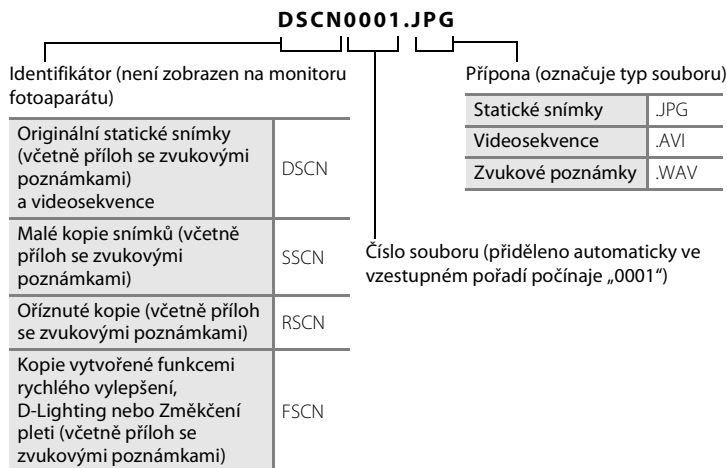 DSCN0001.JPG
Identifikátor (není zobrazen na monitoru
fotoaparátu)
Originální statické snímky
(včetně příloh se zvukovými
poznámkami)
a videosekvence
DSCN
Malé kopie snímků (včetně
příloh se zvukovými
poznámkami)
SSCN
Oříznuté kopie (včetně příloh
se zvukovými poznámkami)
RSCN
Kopie vytvořené funkcemi
rychlého vylepšení,
D-Lighting nebo Změkčení
pleti (včetně příloh se
zvukovými poznámkami)
FSCN
Přípona (označuje typ souboru)
Statické snímky .JPG
Videosekvence .AVI
Zvukové poznámky .WAV
Číslo souboru (přiděleno automaticky ve
vzestupném pořadí počínaje „0001“)